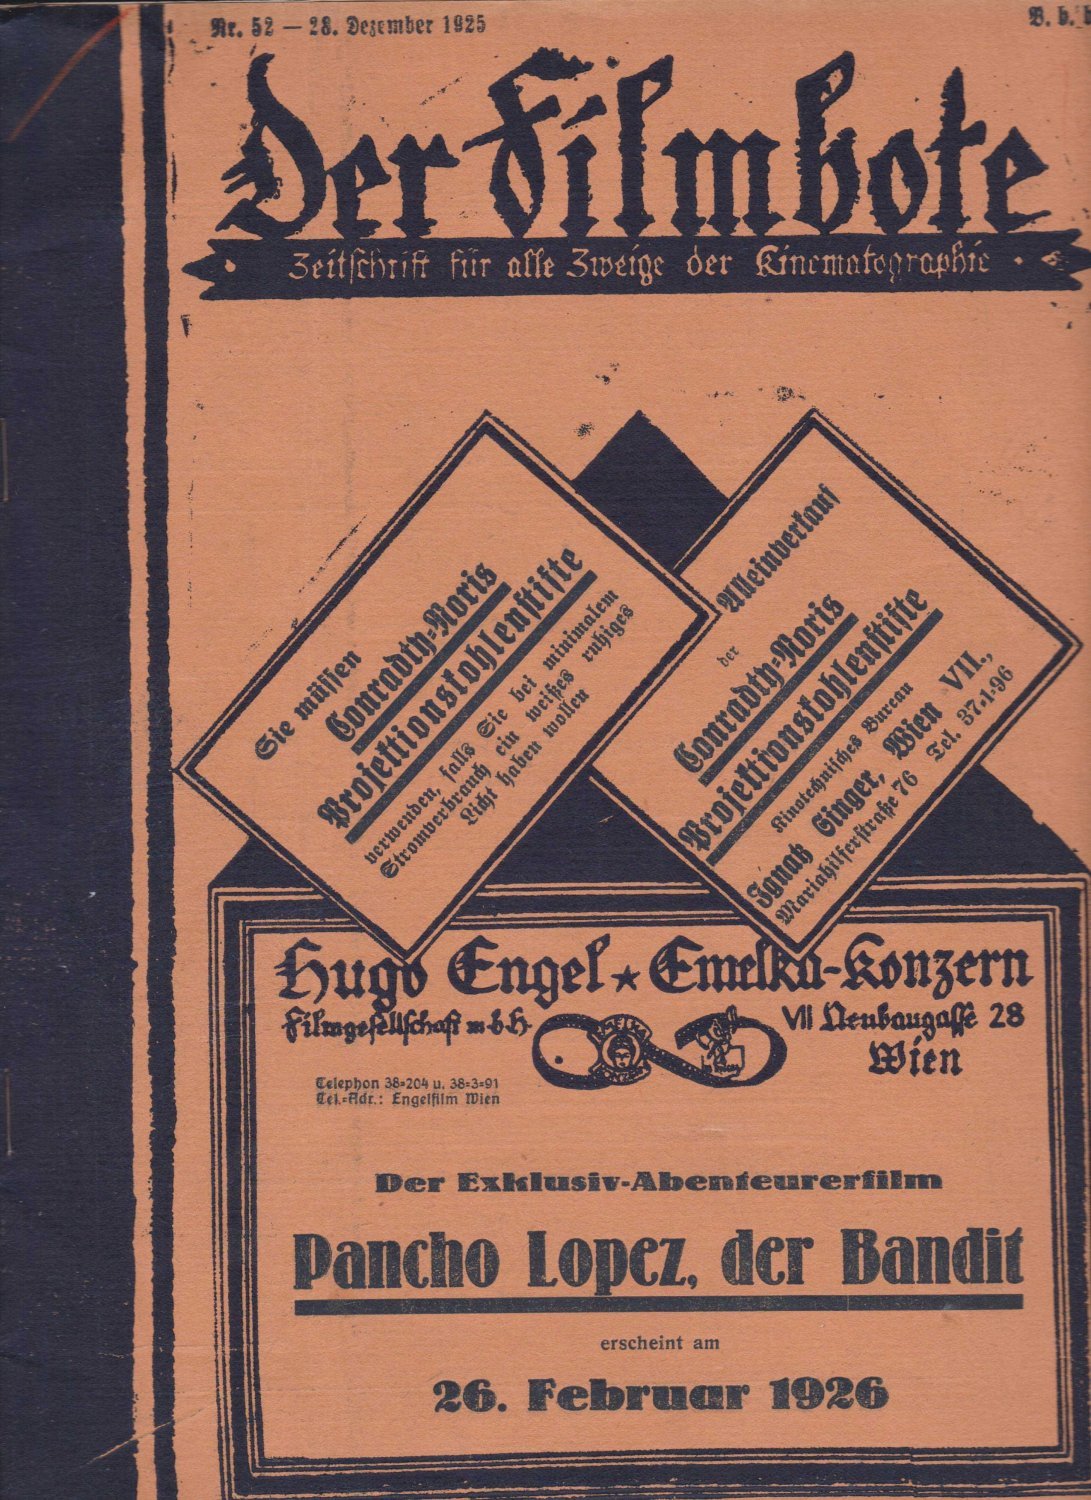 Nr. 52 — 28. Dezember 1925
B. b. b
Der Filmbote
Zeitschrift für alle Zweige der Kinematographie
Sie müssen
Conradty-Noris
Projektionskohlenstifte
verwenden, falls Sie bei minimalem
Stromverbrauch ein weißes ruhiges
Licht haben wollen
der Alleinverkauf
Conradty-Noris
Projektionskohlenstifte
Kinotechnisches Bureau
Ignatz Singer, Wien VII.,
Mariahilferstraße 76 Tel. 37-1-96
Hugo Engel ★ Emelka-Konzern
Filmgesellschaft m·b·H·
VII Neubaugasse 28
Wien
EMELKA
KONZERN
Telephon 38-204 u. 38-3-91
Tel.-Adr.: Engelfilm Wien
Der Exklusiv-Abenteurerfilm
Pancho Lopez, der Bandit
erscheint am
26. Februar 1926